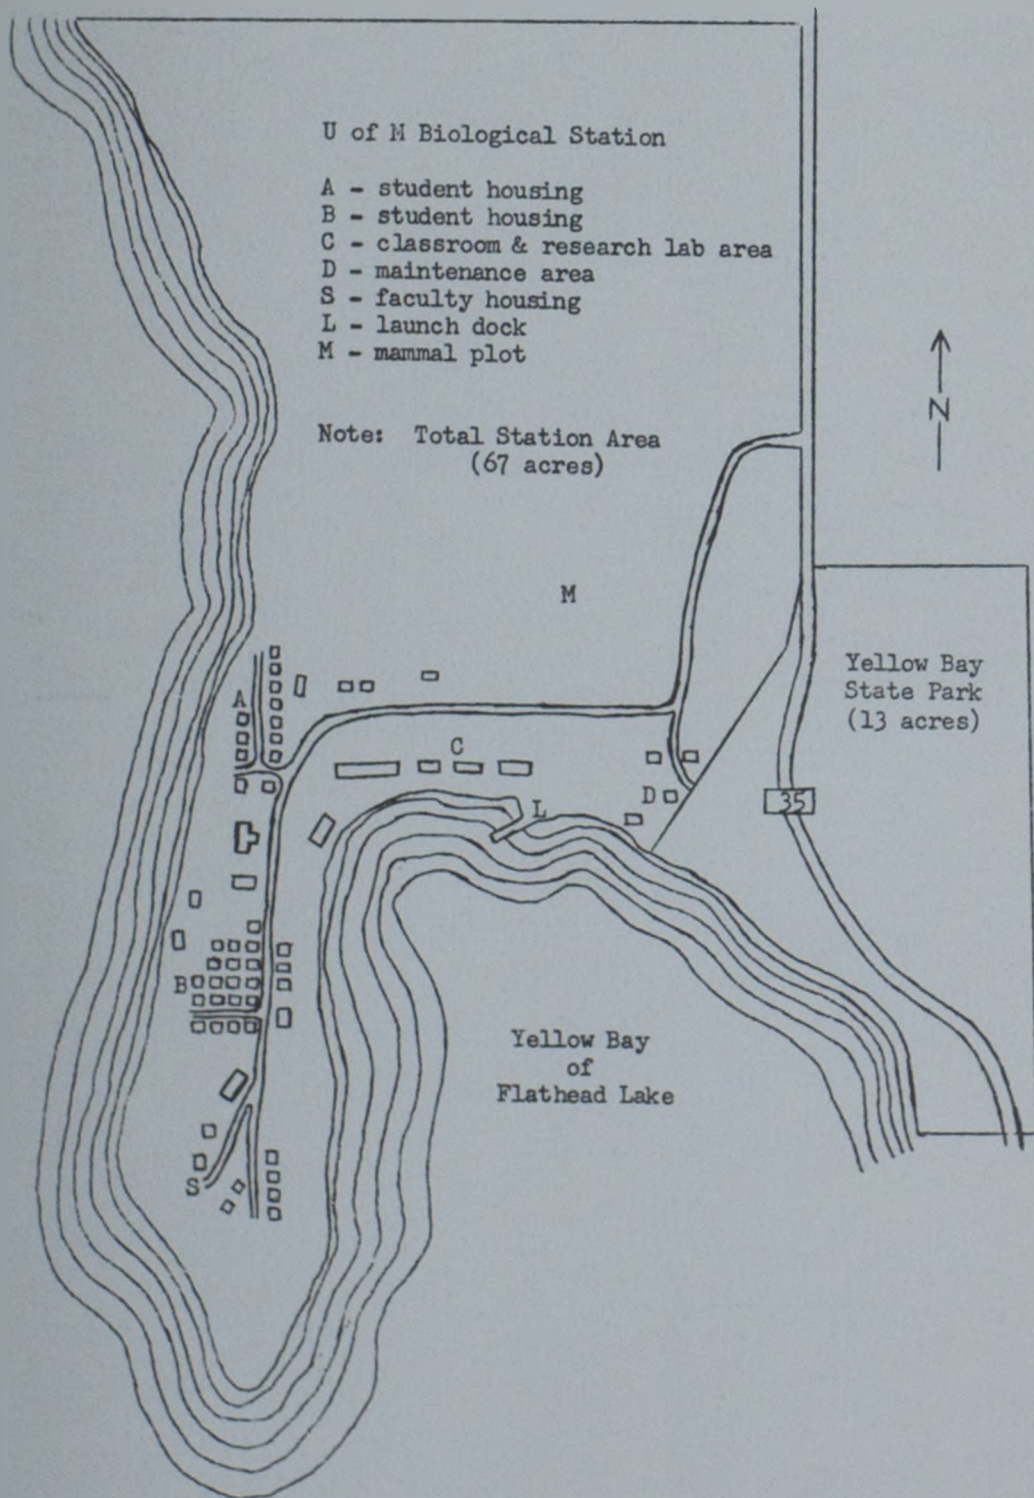 U of M Biological Station
A - student housing
B - student housing
C - classroom & research lab area
D - maintenance area
S - faculty housing
L - launch dock
M - mammal plot
N
Note: Total Station Area
(67 acres)
M
Yellow Bay
State Park
(13 acres)
A
C
D
L
35
B
Yellow Bay
of
Flathead Lake
S